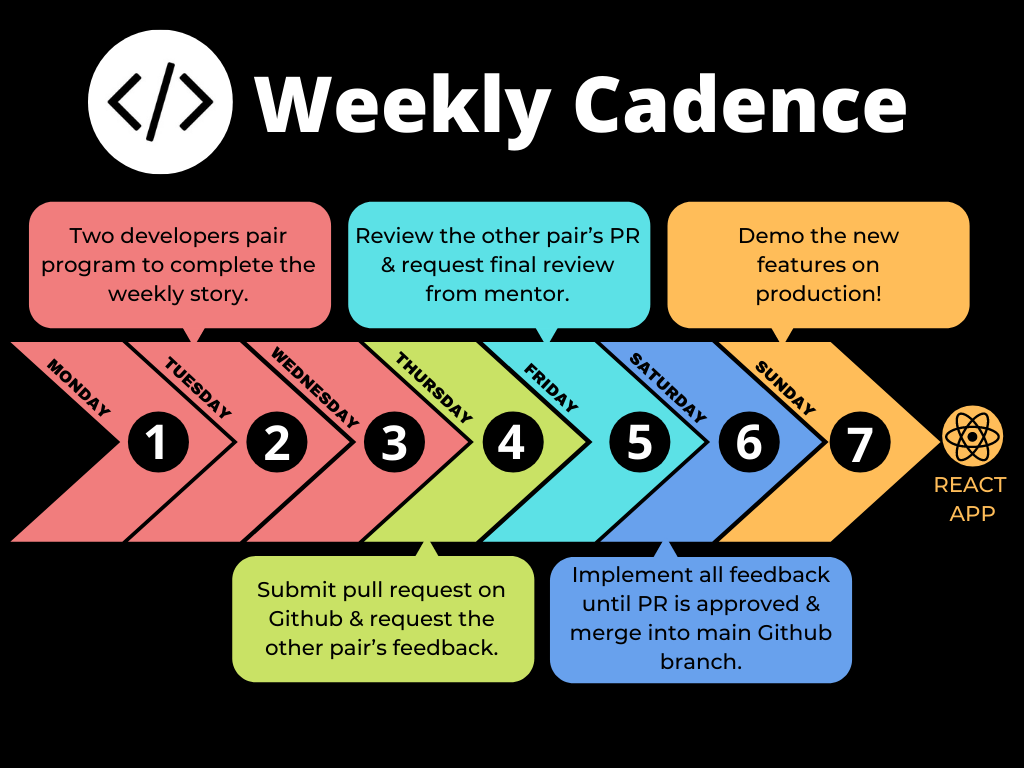 </>
Weekly Cadence
Two developers pair
program to complete the
weekly story.
Review the other pair's PR
& request final review
from mentor.
Demo the new
features on
production!
MONDAY
TUESDAY
WEDNESDAY
THURSDAY
FRIDAY
SATURDAY
SUNDAY
1
2
3
4
5
6
7
REACT
APP
Submit pull request on
Github & request the
other pair's feedback.
Implement all feedback
until PR is approved &
merge into main Github
branch.